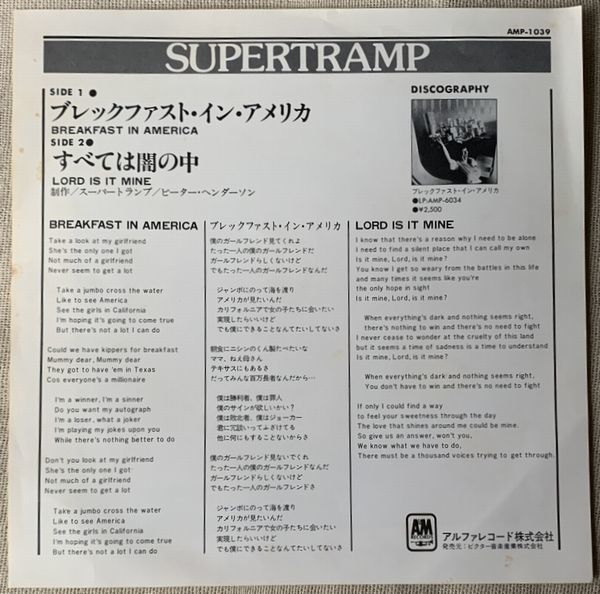 AMP-1039
SUPERTRAMP
SIDE 1 ●
ブレックファスト・イン・アメリカ
BREAKFAST IN AMERICA
SIDE 2●
すべては闇の中
LORD IS IT MINE
制作/スーパートランプ/ピーター・ヘンダーソン
DISCOGRAPHY
ブレックファスト・イン・アメリカ
●LP:AMP-6034
●¥2,500
BREAKFAST IN AMERICA
Take a look at my girlfriend
She's the only one I got
Not much of a girlfriend
Never seem to get a lot
Take a jumbo cross the water
Like to see America
See the girls in California
I'm hoping it's going to come true
But there's not a lot I can do
Could we have kippers for breakfast
Mummy dear, Mummy dear
They got to have 'em in Texas
Cos everyone's a millionaire
I'm a winner, I'm a sinner
Do you want my autograph
I'm a loser, what a joker
I'm playing my jokes upon you
While there's nothing better to do
Don't you look at my girlfriend
She's the only one I got
Not much of a girlfriend
Never seem to get a lot
Take a jumbo cross the water
Like to see America
See the girls in California
I'm hoping it's going to come true
But there's not a lot I can do
ブレックファスト・イン・アメリカ
僕のガールフレンド見てくれよ
たった一人の僕のガールフレンドだ
ガールフレンドらしくないけど
でもたった一人のガールフレンドなんだ
ジャンボにのって海を渡り
アメリカが見たいんだ
カリフォルニアで女の子たちに会いたい
実現したらいいけど
でも僕にできることなんてたいしてないさ
朝食にニシンのくん製たべたいな
ママ、ねえ母さん
テキサスにもあるさ
だってみんな百万長者なんだから…
僕は勝利者、僕は罪人
僕のサインが欲しいかい?
僕は敗北者、僕はジョーカー
君に冗談いってふざけてる
他に何にもすることないからさ
僕のガールフレンド見ないでくれ
たった一人の僕のガールフレンドなんだ
ガールフレンドらしくないけど
でもたった一人のガールフレンドさ
ジャンボにのって海を渡り
アメリカが見たいんだ
カリフォルニアで女の子たちに会いたい
実現したらいいけど
でも僕にできることなんてたいしてないさ
LORD IS IT MINE
I know that there's a reason why I need to be alone
I need to find a silent place that I can call my own
Is it mine, Lord, is it mine?
You know I get so weary from the battles in this life
and many times it seems like you're
the only hope in sight
Is it mine, Lord, is it mine?
When everything's dark and nothing seems right,
there's nothing to win and there's no need to fight
I never cease to wonder at the cruelty of this land
but it seems a time of sadness is a time to understand
Is it mine, Lord, is it mine?
When everything's dark and nothing seems right,
You don't have to win and there's no need to fight
If only I could find a way
to feel your sweetness through the day
The love that shines around me could be mine.
So give us an answer, won't you,
We know what we have to do,
There must be a thousand voices trying to get through.
A&M
RECORDS
アルファレコード株式会社
発売元:ビクター音楽産業株式会社